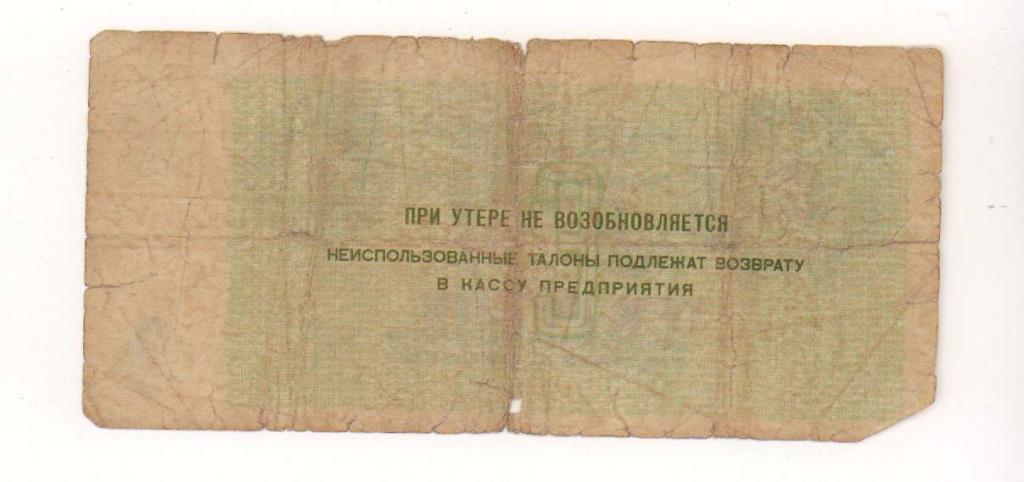 ПРИ УТЕРЕ НЕ ВОЗОБНОВЛЯЕТСЯ
НЕИСПОЛЬЗОВАННЫЕ ТАЛОНЫ ПОДЛЕЖАТ ВОЗВРАТУ
В КАССУ ПРЕДПРИЯТИЯ